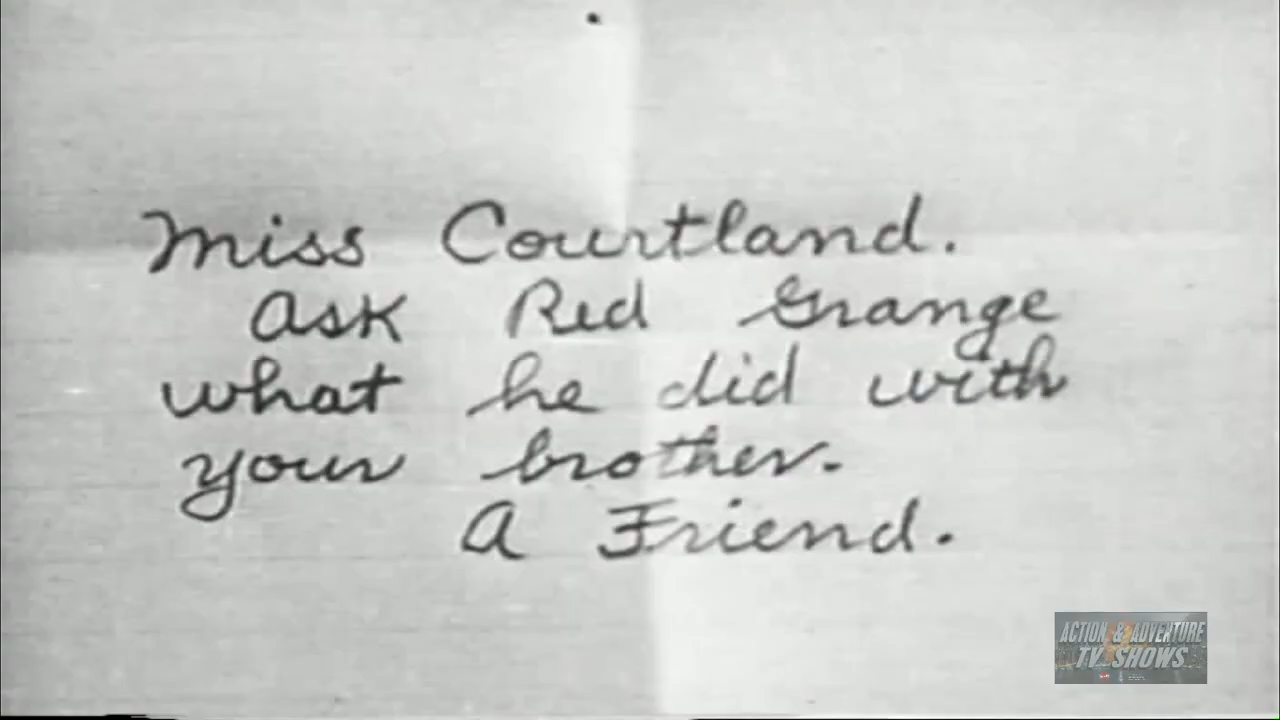 Miss Courtland.
Ask Red Grange
what he did with
your brother.
A Friend.
ACTION & ADVENTURE
TV SHOWS